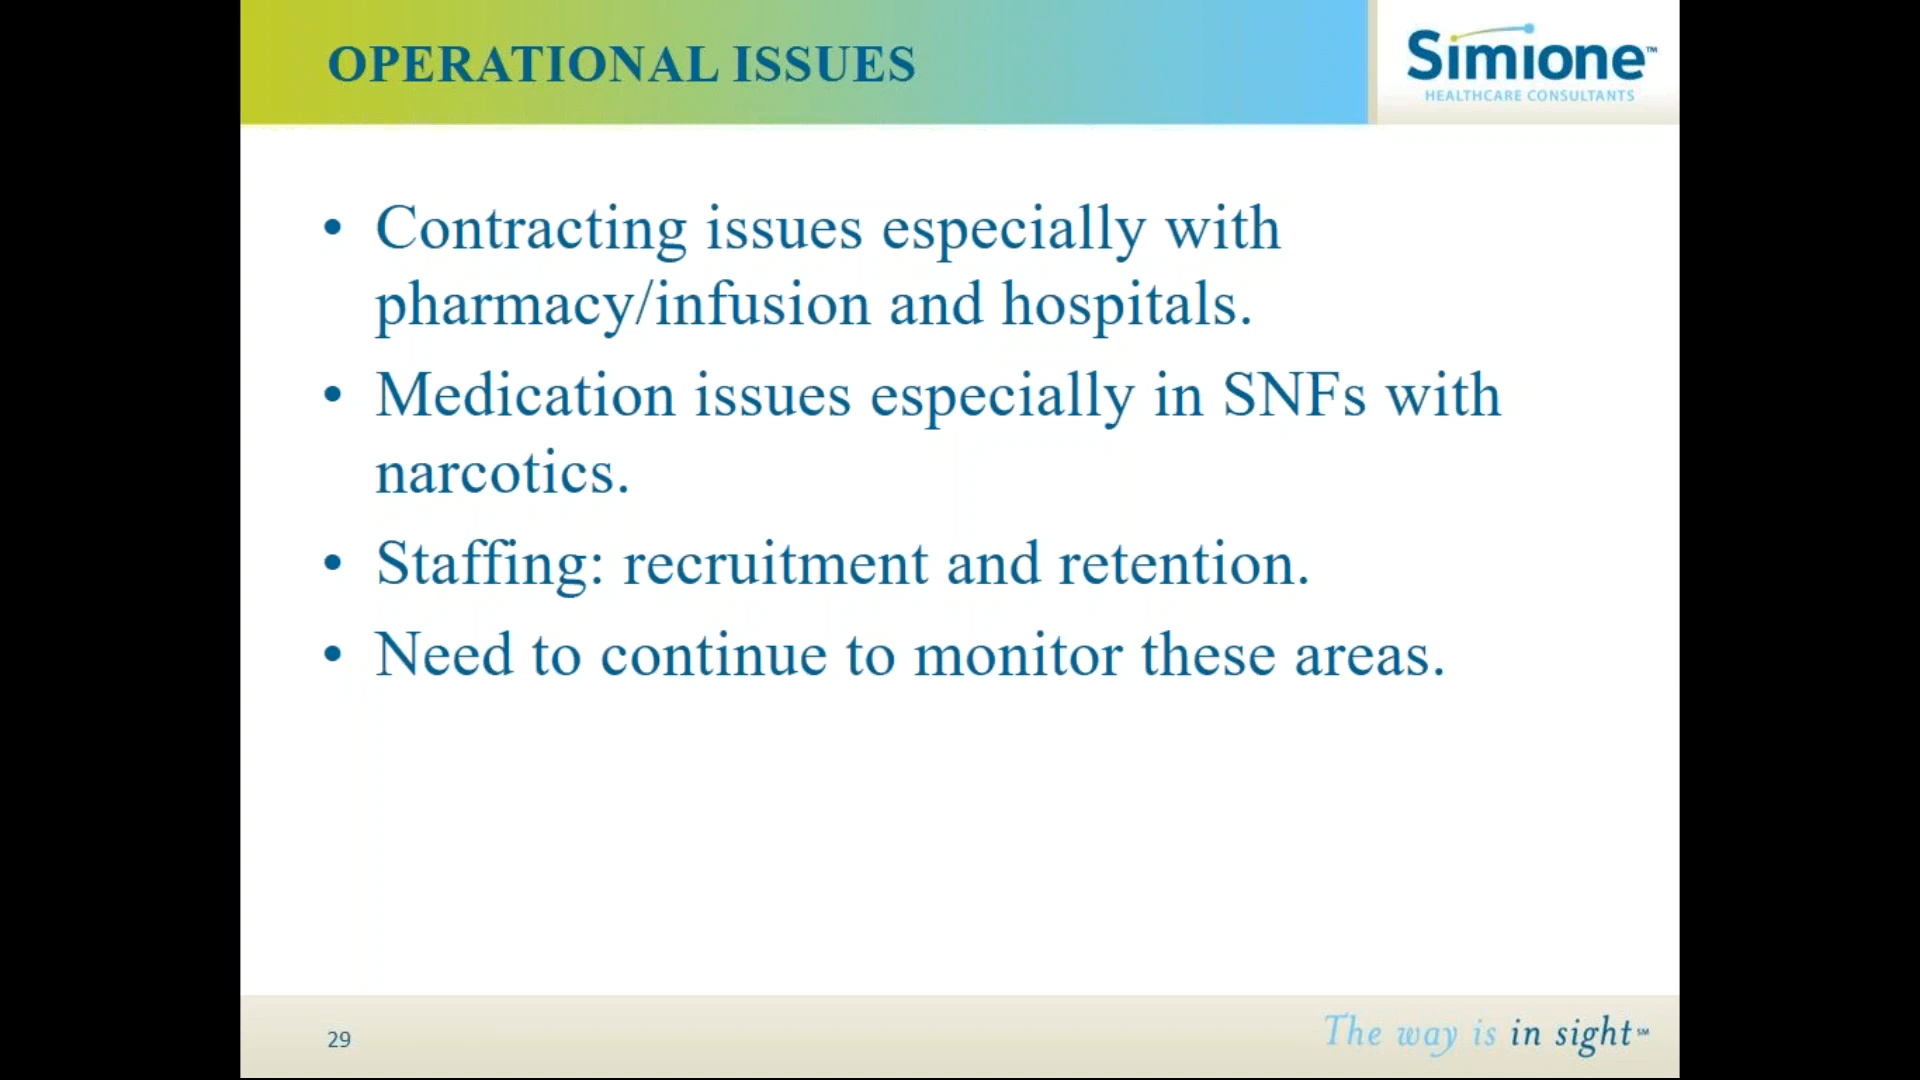 OPERATIONAL ISSUES
Simione™
HEALTHCARE CONSULTANTS
• Contracting issues especially with
pharmacy/infusion and hospitals.
• Medication issues especially in SNFs with
narcotics.
• Staffing: recruitment and retention.
• Need to continue to monitor these areas.
29
The way is in sight℠